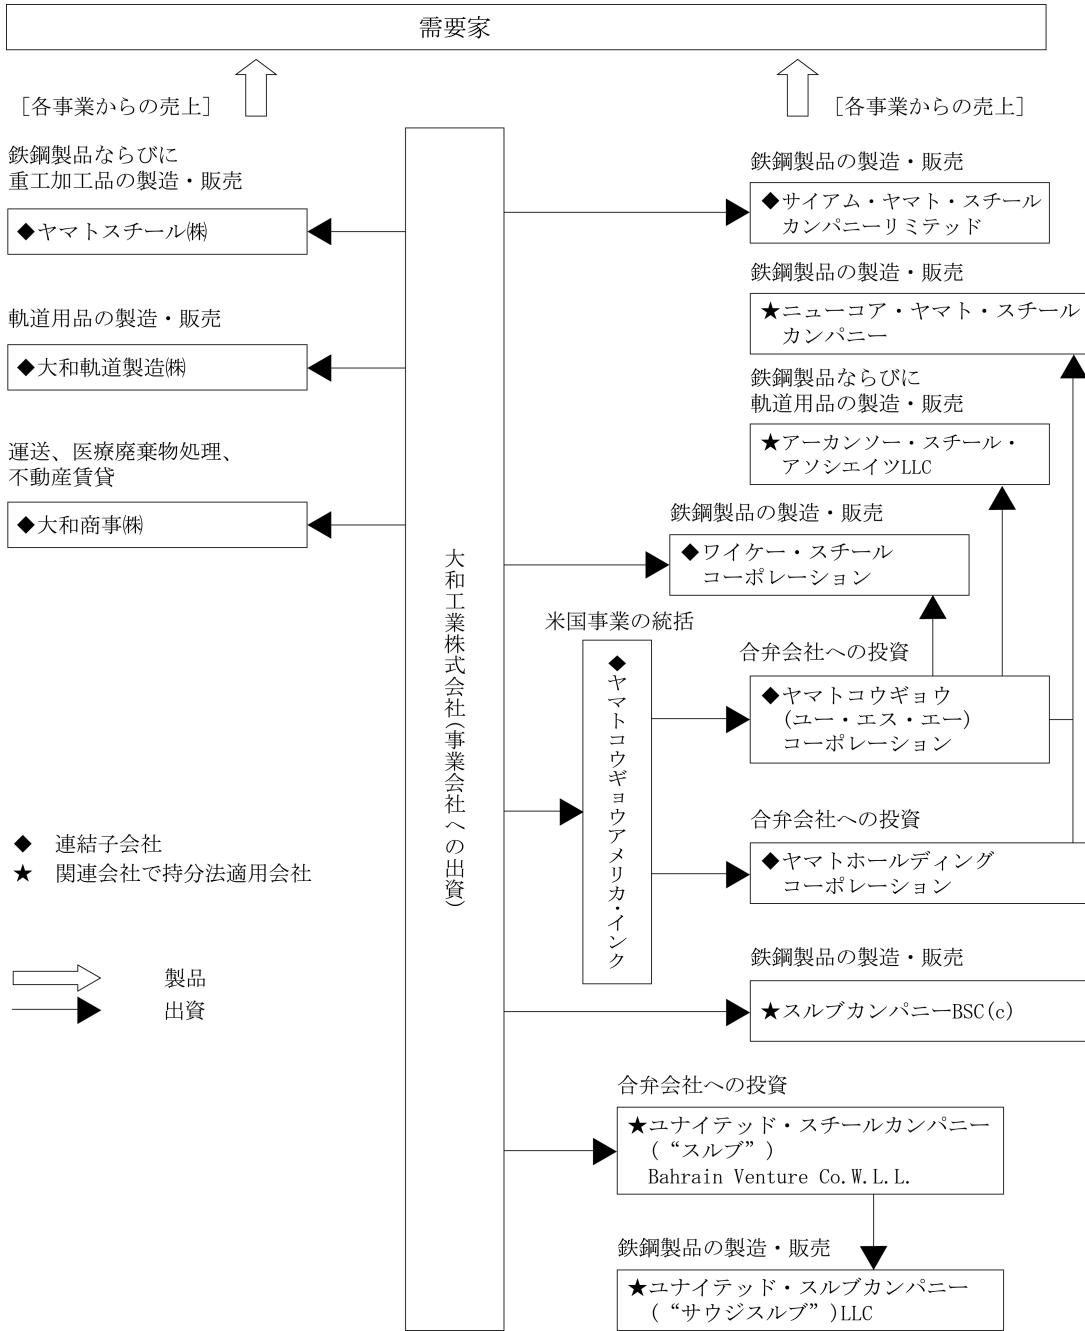 需要家
[各事業からの売上]
[各事業からの売上]
鉄鋼製品ならびに
重工加工品の製造・販売
◆ヤマトスチール㈱
軌道用品の製造・販売
◆大和軌道製造㈱
運送、医療廃棄物処理、
不動産賃貸
◆大和商事㈱
◆ 連結子会社
★ 関連会社で持分法適用会社
製品
出資
大和工業株式会社(事業会社への出資)
鉄鋼製品の製造・販売
◆サイアム・ヤマト・スチール
カンパニーリミテッド
鉄鋼製品の製造・販売
★ニューコア・ヤマト・スチール
カンパニー
鉄鋼製品ならびに
軌道用品の製造・販売
★アーカンソー・スチール・
アソシエイツLLC
鉄鋼製品の製造・販売
◆ワイケー・スチール
コーポレーション
米国事業の統括
◆ヤマトコウギョウアメリカ・インク
合弁会社への投資
◆ヤマトコウギョウ
(ユー・エス・エー)
コーポレーション
合弁会社への投資
◆ヤマトホールディング
コーポレーション
鉄鋼製品の製造・販売
★スルブカンパニーBSC(c)
合弁会社への投資
★ユナイテッド・スチールカンパニー
(“スルブ”)
Bahrain Venture Co.W.L.L.
鉄鋼製品の製造・販売
★ユナイテッド・スルブカンパニー
(“サウジスルブ”)LLC